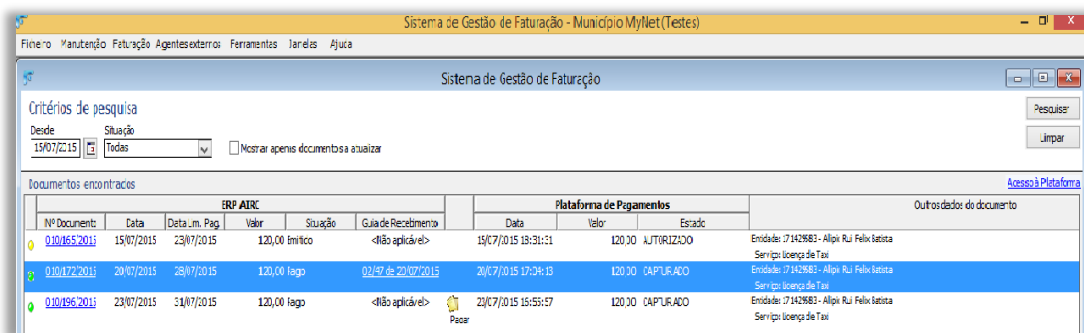 Sistema de Gestão de Faturação - Município MyNet (Testes)
Ficheiro Manutenção Faturação Agentes externos Ferramentas Janelas Ajuda
Sistema de Gestão de Faturação
Critérios de pesquisa
Pesquisar
Desde Situação
15/07/2015 Todas Mostrar apenas documentos a atualizar
Limpar
Documentos encontrados Acesso à Plataforma
ERP AIRC Plataforma de Pagamentos Outros dados do documento
Nº Documento Data Data Lim. Pag. Valor Situação Guia de Recebimento Data Valor Estado
010/165/2015 15/07/2015 23/07/2015 120,00 Emitido <Não aplicável> 15/07/2015 18:31:31 120,00 AUTORIZADO Entidade: 171429583 - Allipix Rui Felix Batista
Serviço: Licença de Taxi
010/172/2015 20/07/2015 28/07/2015 120,00 Pago 02/47 de 20/07/2015 20/07/2015 17:04:13 120,00 CAPTURADO Entidade: 171429583 - Allipix Rui Felix Batista
Serviço: Licença de Taxi
010/196/2015 23/07/2015 31/07/2015 120,00 Pago <Não aplicável> 23/07/2015 15:53:57 120,00 CAPTURADO Entidade: 171429583 - Allipix Rui Felix Batista
Pagar Serviço: Licença de Taxi